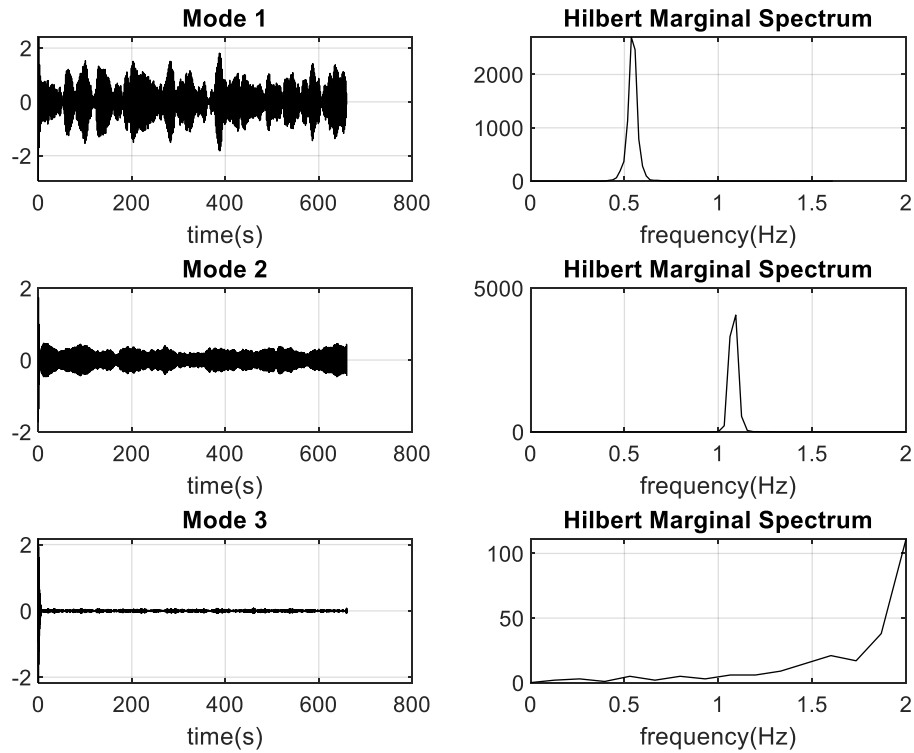 Mode 1
2
0
-2
0 200 400 600 800
time(s)
Hilbert Marginal Spectrum
2000
1000
0
0 0.5 1 1.5 2
frequency(Hz)
Mode 2
2
0
-2
0 200 400 600 800
time(s)
Hilbert Marginal Spectrum
5000
0
0 0.5 1 1.5 2
frequency(Hz)
Mode 3
2
0
-2
0 200 400 600 800
time(s)
Hilbert Marginal Spectrum
100
50
0
0 0.5 1 1.5 2
frequency(Hz)